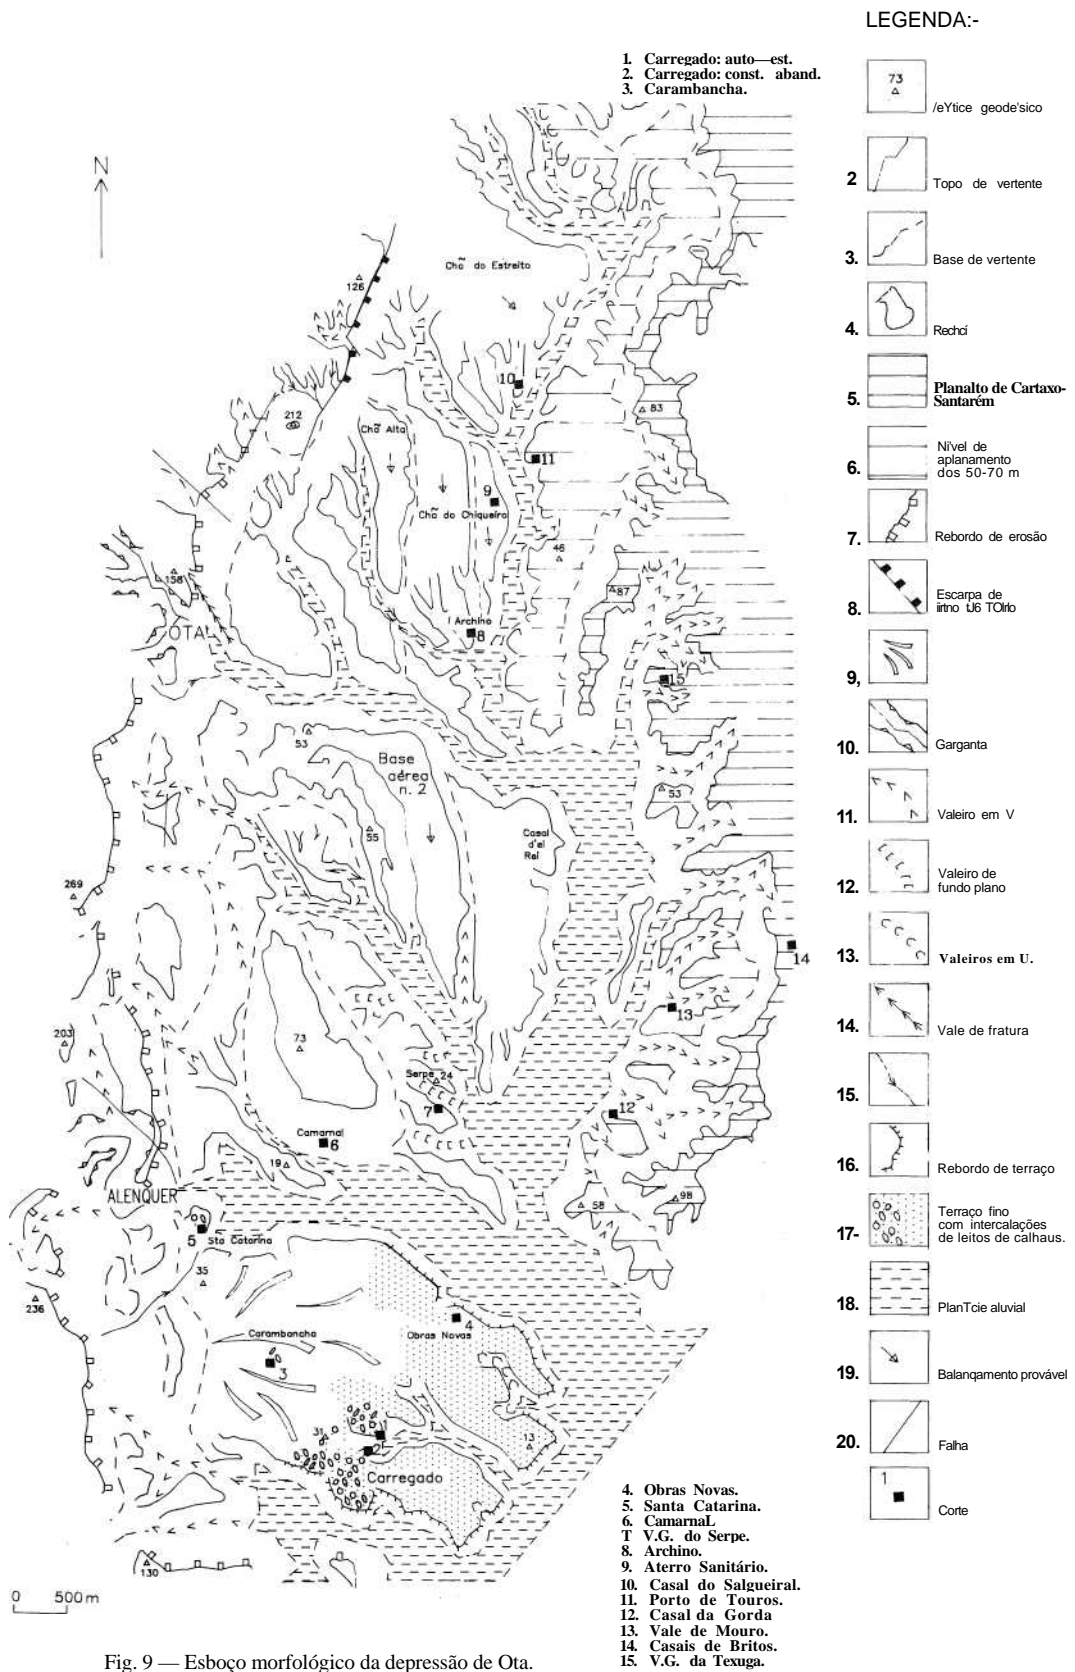 LEGENDA:-
1. Carregado: auto—est.
2. Carregado: const. aband.
3. Carambancha.
73
/eYtice geode'sico
2 Topo de vertente
3. Base de vertente
4. Rechcí
5. Planalto de Cartaxo-
Santarém
6. Ni'vel de
aplanamento
dos 50-70 m
7. Rebordo de erosão
8. Escarpa de
iirtno tJ6 TOlrlo
9,
10. Garganta
11. Valeiro em V
12. Valeiro de
fundo plano
13. Valeiros em U.
14. Vale de fratura
15.
16. Rebordo de terraço
17- Terraço fino
com intercalações
de leitos de calhaus.
18. PlanTcie aluvial
19. Balançamento provável
20. Falha
1
Corte
N
Chã do Estreito
126
10
83
212
Chã Alta
11
9
Chã do Chiqueiro
46
158
87
OTA
Archino
8
15
53
Base
aérea
n. 2
53
55
Casal
d'el
Rei
269
14
13
203
73
Serpe 24
7
12
Camarnal
6
19
ALENQUER
58
98
5 Sta Catarina
35
236
4
Obras Novas
Carambancha
3
31
1
2
13
Carregado
130
0 500 m
4. Obras Novas.
5. Santa Catarina.
6. CamarnaL
T V.G. do Serpe.
8. Archino.
9. Aterro Sanitário.
10. Casal do Salgueiral.
11. Porto de Touros.
12. Casal da Gorda
13. Vale de Mouro.
14. Casais de Britos.
15. V.G. da Texuga.
Fig. 9 — Esboço morfológico da depressão de Ota.